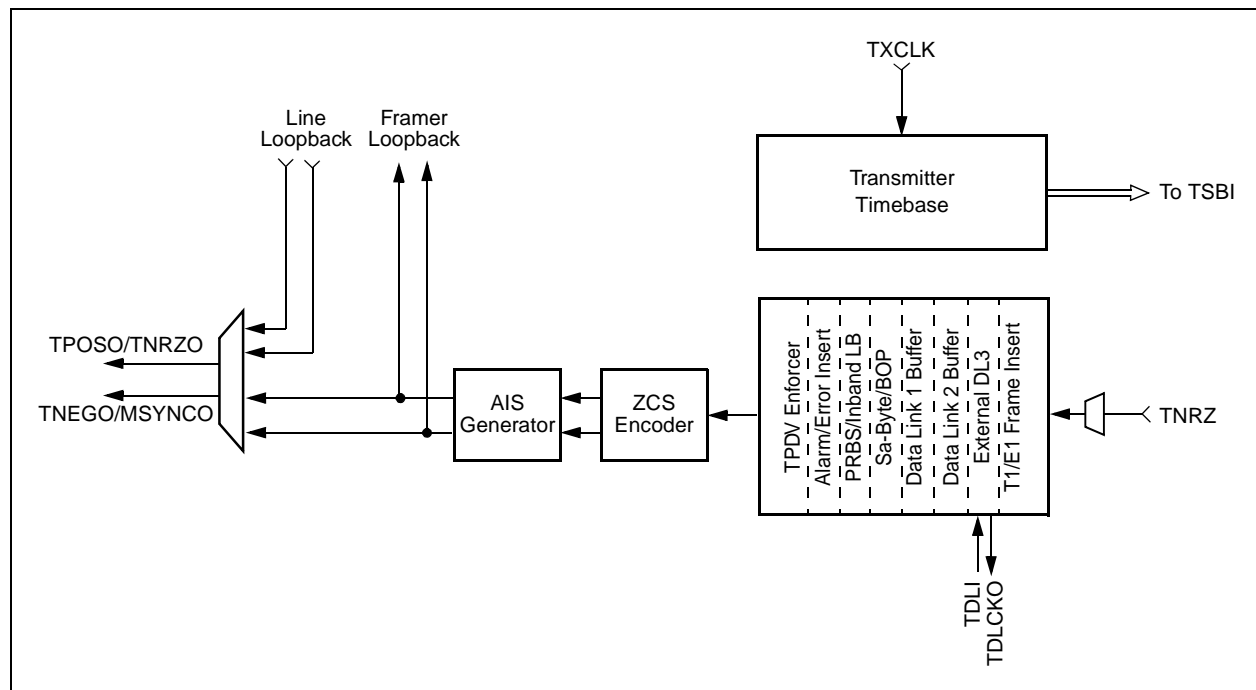 TXCLK
Line
Loopback
Framer
Loopback
Transmitter
Timebase
To TSBI
TPOSO/TNRZO
TNEGO/MSYNCO
AIS
Generator
ZCS
Encoder
TPDV Enforcer
Alarm/Error Insert
PRBS/Inband LB
Sa-Byte/BOP
Data Link 1 Buffer
Data Link 2 Buffer
External DL3
T1/E1 Frame Insert
TNRZ
TDLI
TDLCKO